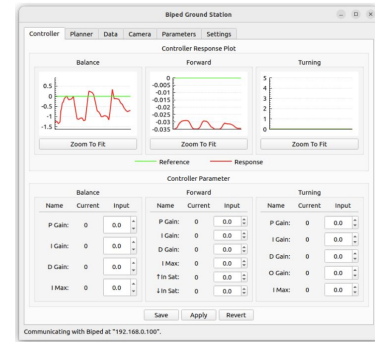 Biped Ground Station
Controller Planner Data Camera Parameters Settings
Controller Response Plot
Balance Forward Turning
0.5
0
-0.5
-1
-1.5
0
-0.005
-0.01
-0.015
-0.02
-0.025
-0.03
-0.035
5
4
3
2
1
0
Zoom To Fit Zoom To Fit Zoom To Fit
Reference Response
Controller Parameter
Balance Forward Turning
Name Current Input Name Current Input Name Current Input
P Gain: 0 0.0
I Gain: 0 0.0
D Gain: 0 0.0
I Max: 0 0.0
P Gain: 0 0.0
I Gain: 0 0.0
D Gain: 0 0.0
I Max: 0 0.0
↑In Sat: 0 0.0
↓In Sat: 0 0.0
P Gain: 0 0.0
I Gain: 0 0.0
D Gain: 0 0.0
O Gain: 0 0.0
I Max: 0 0.0
Save Apply Revert
Communicating with Biped at "192.168.0.100".